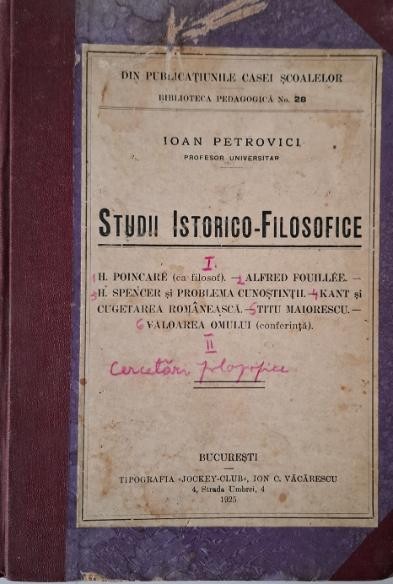 DIN PUBLICAȚIUNILE CASEI ȘCOALELOR
BIBLIOTECA PEDAGOGICĂ No. 28
IOAN PETROVICI
PROFESOR UNIVERSITAR
STUDII ISTORICO-FILOSOFICE
I.
1 H. POINCARÉ (ca filosof). — 2 ALFRED FOUILLÉE. —
3 H. SPENCER și PROBLEMA CUNOȘTINȚII. — 4 KANT și
CUGETAREA ROMÂNEASCĂ. — 5 TITU MAIORESCU. —
6 VALOAREA OMULUI (conferință).
II
Cercetări filozofice
BUCUREȘTI
TIPOGRAFIA «JOCKEY-CLUB», ION C. VĂCĂRESCU
4, Strada Umbrei, 4
1925